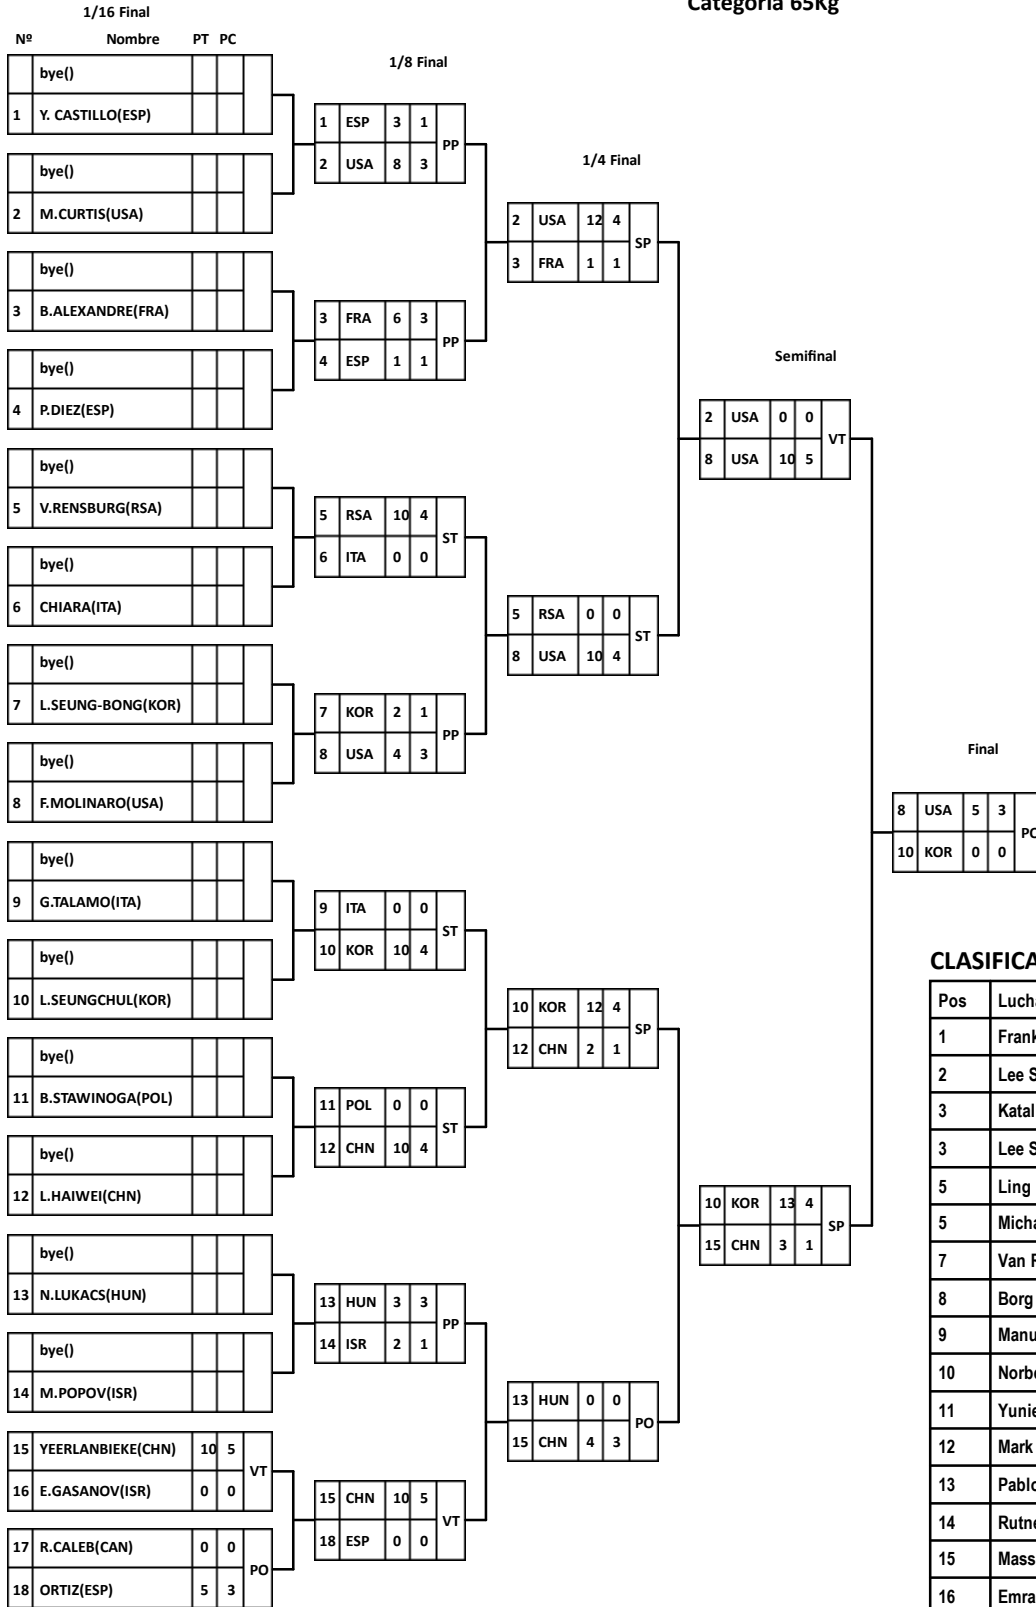 Categoria 65Kg
1/16 Final
Nº Nombre PT PC
bye()
1 Y. CASTILLO(ESP)
bye()
2 M.CURTIS(USA)
bye()
3 B.ALEXANDRE(FRA)
bye()
4 P.DIEZ(ESP)
bye()
5 V.RENSBURG(RSA)
bye()
6 CHIARA(ITA)
bye()
7 L.SEUNG-BONG(KOR)
bye()
8 F.MOLINARO(USA)
bye()
9 G.TALAMO(ITA)
bye()
10 L.SEUNGCHUL(KOR)
bye()
11 B.STAWINOGA(POL)
bye()
12 L.HAIWEI(CHN)
bye()
13 N.LUKACS(HUN)
bye()
14 M.POPOV(ISR)
15 YEERLANBIEKE(CHN) 10 5 VT
16 E.GASANOV(ISR) 0 0
17 R.CALEB(CAN) 0 0 PO
18 ORTIZ(ESP) 5 3
1/8 Final
1 ESP 3 1 PP
2 USA 8 3
3 FRA 6 3 PP
4 ESP 1 1
5 RSA 10 4 ST
6 ITA 0 0
7 KOR 2 1 PP
8 USA 4 3
9 ITA 0 0 ST
10 KOR 10 4
11 POL 0 0 ST
12 CHN 10 4
13 HUN 3 3 PP
14 ISR 2 1
15 CHN 10 5 VT
18 ESP 0 0
1/4 Final
2 USA 12 4 SP
3 FRA 1 1
5 RSA 0 0 ST
8 USA 10 4
10 KOR 12 4 SP
12 CHN 2 1
13 HUN 0 0 PO
15 CHN 4 3
Semifinal
2 USA 0 0 VT
8 USA 10 5
10 KOR 13 4 SP
15 CHN 3 1
Final
8 USA 5 3
10 KOR 0 0
Pos
1
2
3
3
5 Ling
5
7 Van
8 Borg
9
10
11
12 Mark
13
14
15
16